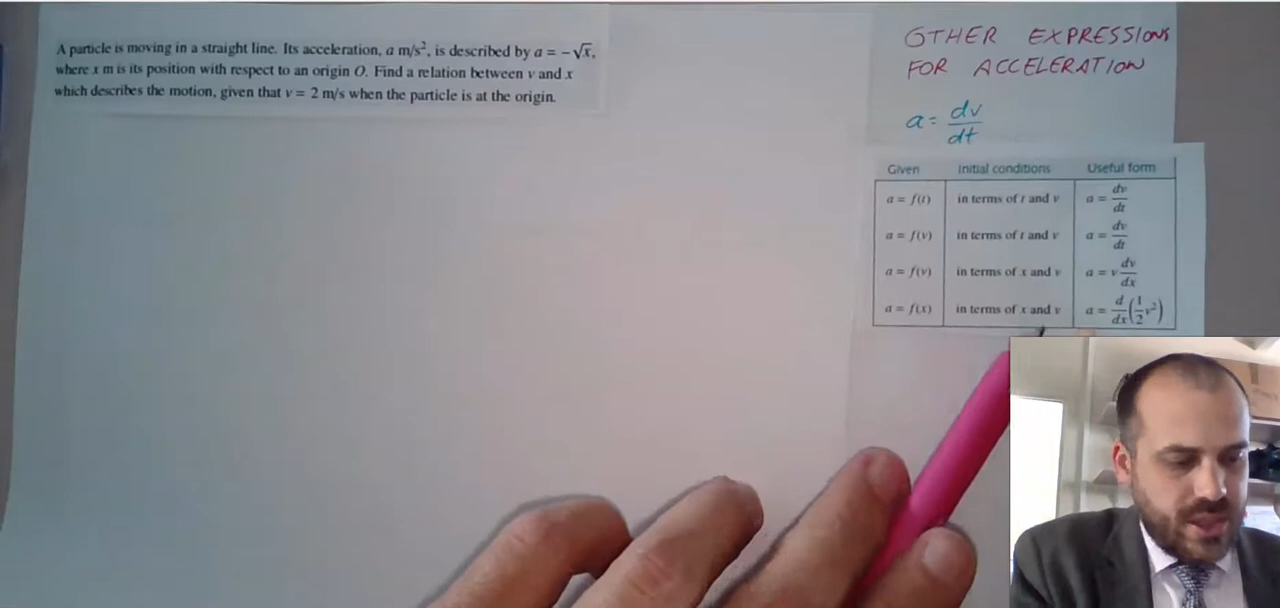 A particle is moving in a straight line. Its acceleration, a m/s², is described by a = −√x,
where x m is its position with respect to an origin O. Find a relation between v and x
which describes the motion, given that v = 2 m/s when the particle is at the origin.
OTHER EXPRESSIONS
FOR ACCELERATION
a = dv/dt
Given Initial conditions Useful form
a = f(t) in terms of t and v a = dv/dt
a = f(v) in terms of t and v a = dv/dt
a = f(v) in terms of x and v a = v dv/dx
a = f(x) in terms of x and v a = d/dx(1/2 v²)